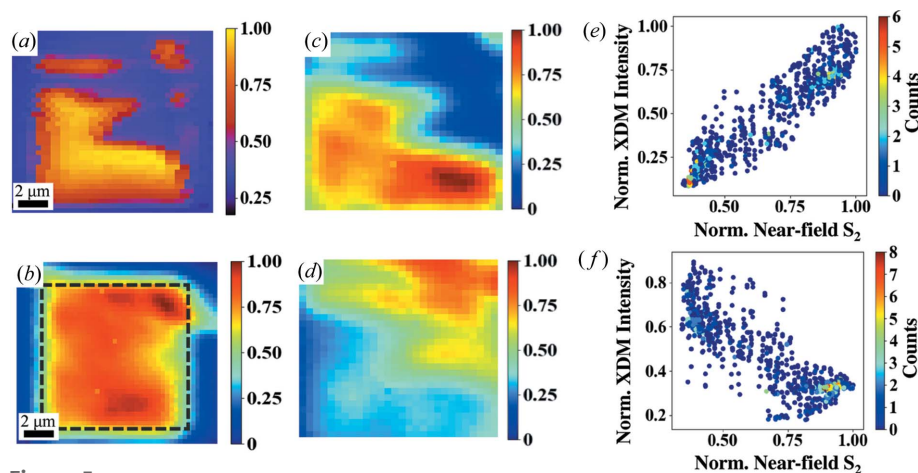 (a)
1.00
0.75
0.50
0.25
2 μm
(c)
1.00
0.75
0.50
0.25
0
(e)
Norm. XDM Intensity
1.00
0.75
0.50
0.25
0.50 0.75 1.00
Norm. Near-field S2
6
5
4
3
2
1
0
Counts
(b)
1.00
0.75
0.50
0.25
0
2 μm
(d)
1.00
0.75
0.50
0.25
0
(f)
Norm. XDM Intensity
0.8
0.6
0.4
0.2
0.50 0.75 1.00
Norm. Near-field S2
8
7
6
5
4
3
2
1
0
Counts